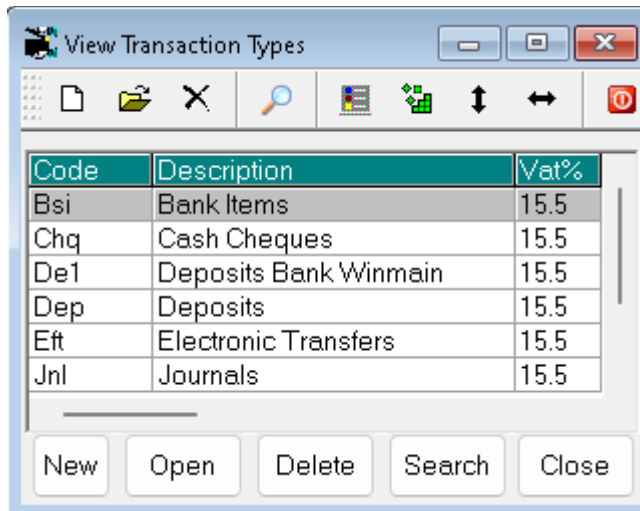 View Transaction Types
Code Description Vat%
Bsi Bank Items 15.5
Chq Cash Cheques 15.5
De1 Deposits Bank Winmain 15.5
Dep Deposits 15.5
Eft Electronic Transfers 15.5
Jnl Journals 15.5
New Open Delete Search Close